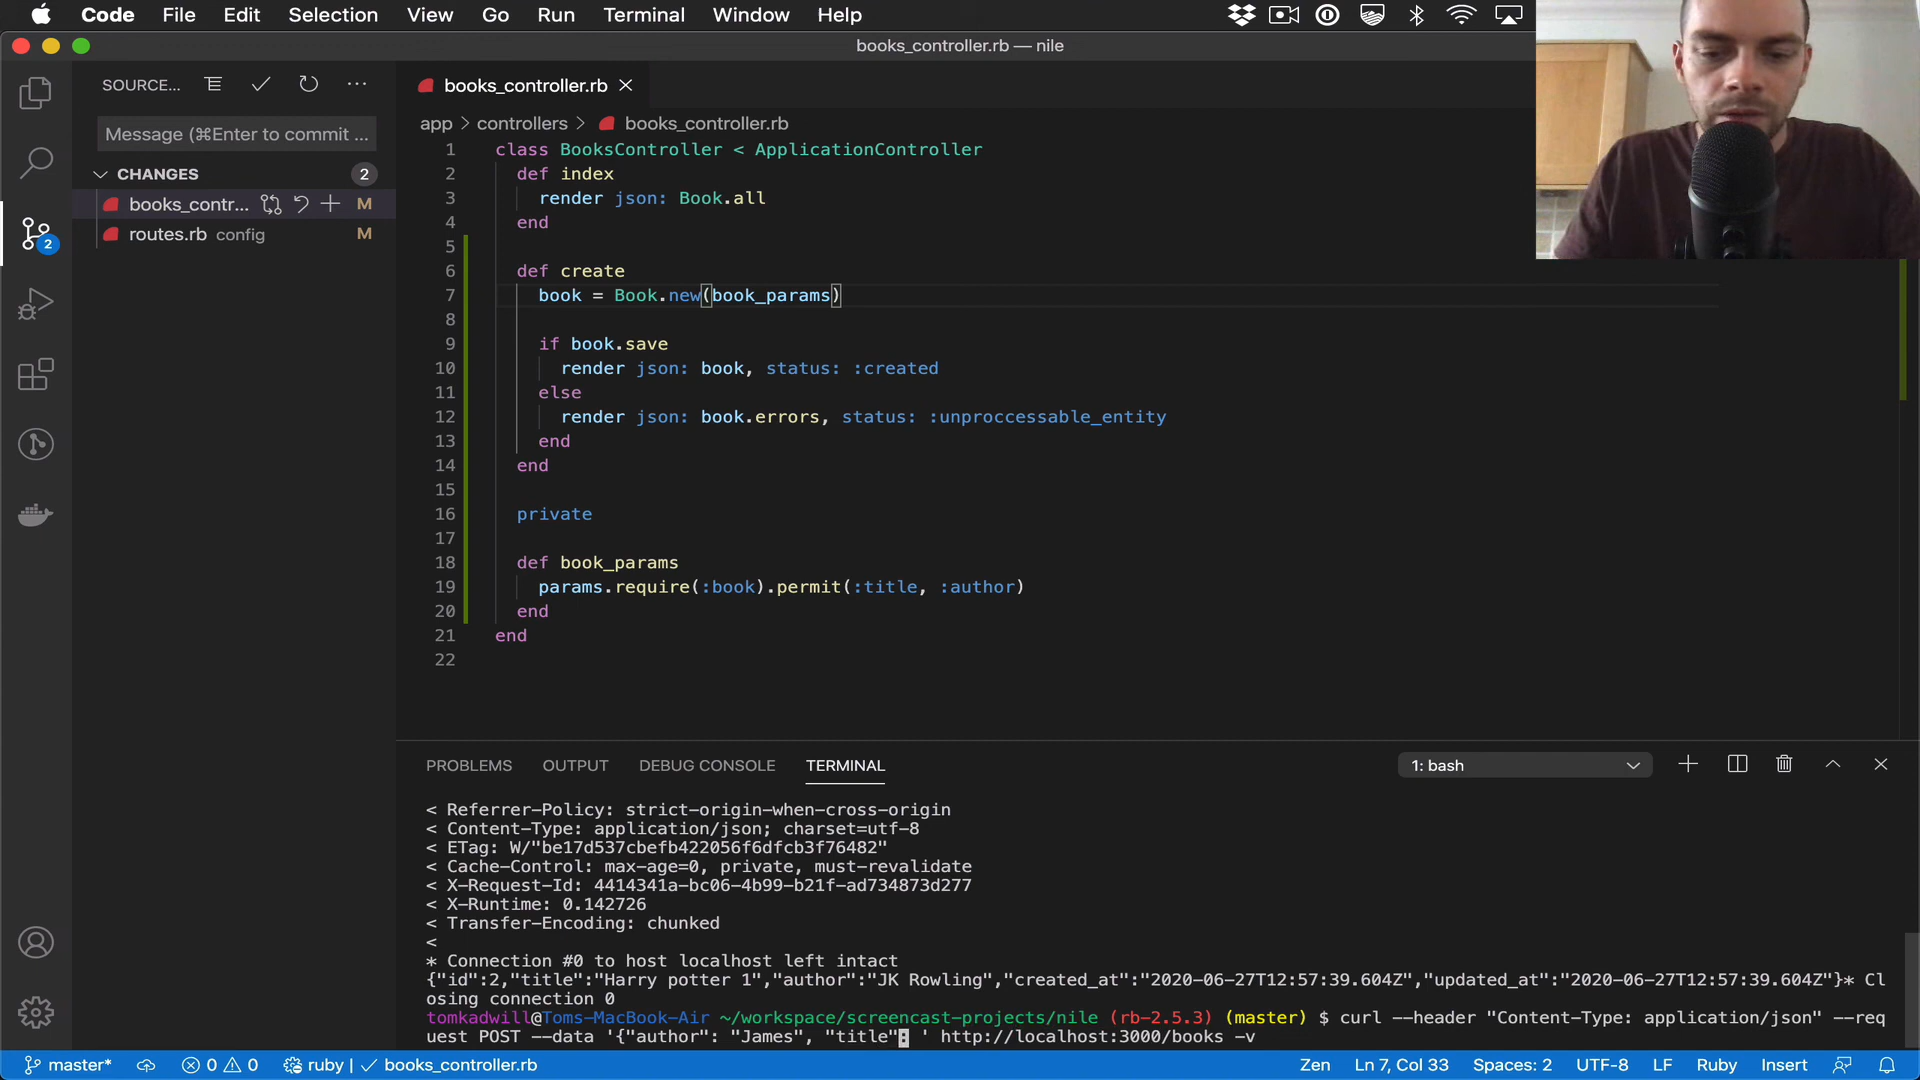 Code File Edit Selection View Go Run Terminal Window Help
books_controller.rb — nile
SOURCE...
books_controller.rb
Message (⌘Enter to commit ...
app > controllers > books_controller.rb
CHANGES 2
books_contr... M
routes.rb config M
2
1 class BooksController < ApplicationController
2 def index
3 render json: Book.all
4 end
5
6 def create
7 book = Book.new(book_params)
8
9 if book.save
10 render json: book, status: :created
11 else
12 render json: book.errors, status: :unproccessable_entity
13 end
14 end
15
16 private
17
18 def book_params
19 params.require(:book).permit(:title, :author)
20 end
21 end
22
PROBLEMS OUTPUT DEBUG CONSOLE TERMINAL 1: bash
< Referrer-Policy: strict-origin-when-cross-origin
< Content-Type: application/json; charset=utf-8
< ETag: W/"be17d537cbefb422056f6dfcb3f76482"
< Cache-Control: max-age=0, private, must-revalidate
< X-Request-Id: 4414341a-bc06-4b99-b21f-ad734873d277
< X-Runtime: 0.142726
< Transfer-Encoding: chunked
<
* Connection #0 to host localhost left intact
{"id":2,"title":"Harry potter 1","author":"JK Rowling","created_at":"2020-06-27T12:57:39.604Z","updated_at":"2020-06-27T12:57:39.604Z"}* Cl
osing connection 0
tomkadwill@Toms-MacBook-Air ~/workspace/screencast-projects/nile (rb-2.5.3) (master) $ curl --header "Content-Type: application/json" --req
uest POST --data '{"author": "James", "title": ' http://localhost:3000/books -v
master* 0 0 ruby | ✓ books_controller.rb Zen Ln 7, Col 33 Spaces: 2 UTF-8 LF Ruby Insert